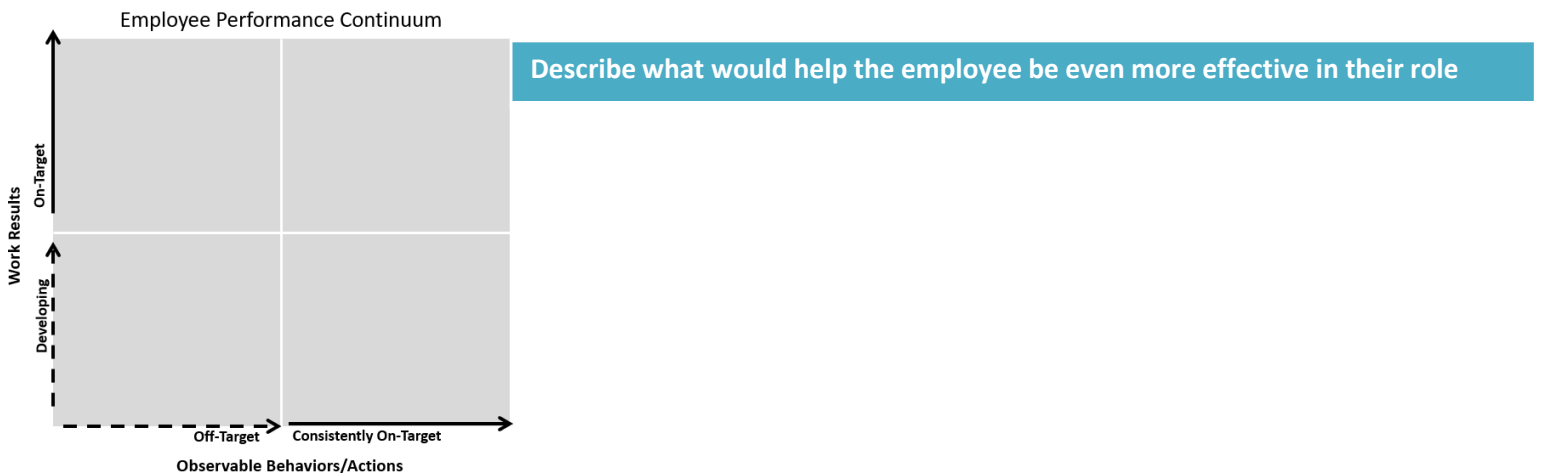 Employee Performance Continuum
Describe what would help the employee be even more effective in their role
Work Results
On-Target
Developing
Off-Target
Consistently On-Target
Observable Behaviors/Actions